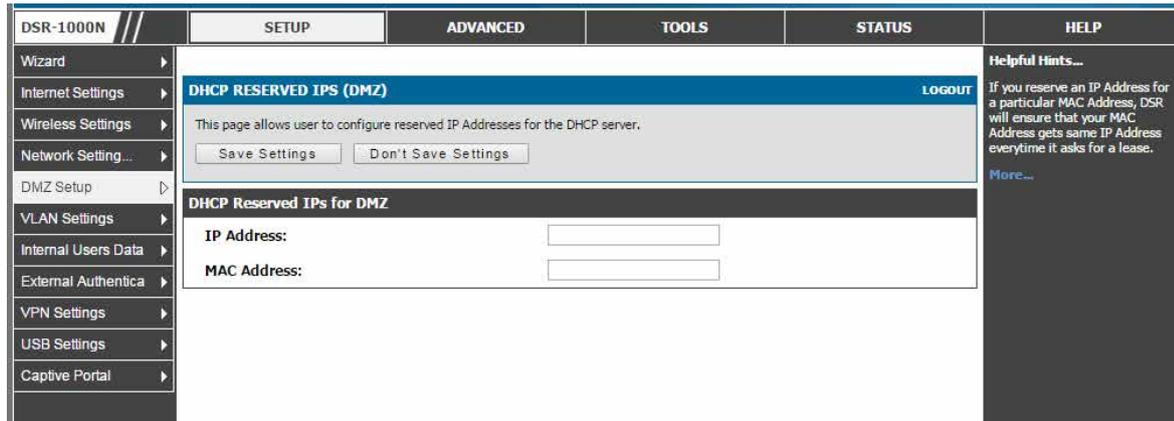 DSR-1000N
SETUP
ADVANCED
TOOLS
STATUS
HELP
Wizard
Internet Settings
Wireless Settings
Network Setting...
DMZ Setup
VLAN Settings
Internal Users Data
External Authentica
VPN Settings
USB Settings
Captive Portal
DHCP RESERVED IPS (DMZ)
LOGOUT
This page allows user to configure reserved IP Addresses for the DHCP server.
Save Settings
Don't Save Settings
DHCP Reserved IPs for DMZ
IP Address:
MAC Address:
Helpful Hints...
If you reserve an IP Address for
a particular MAC Address, DSR
will ensure that your MAC
Address gets same IP Address
everytime it asks for a lease.
More...